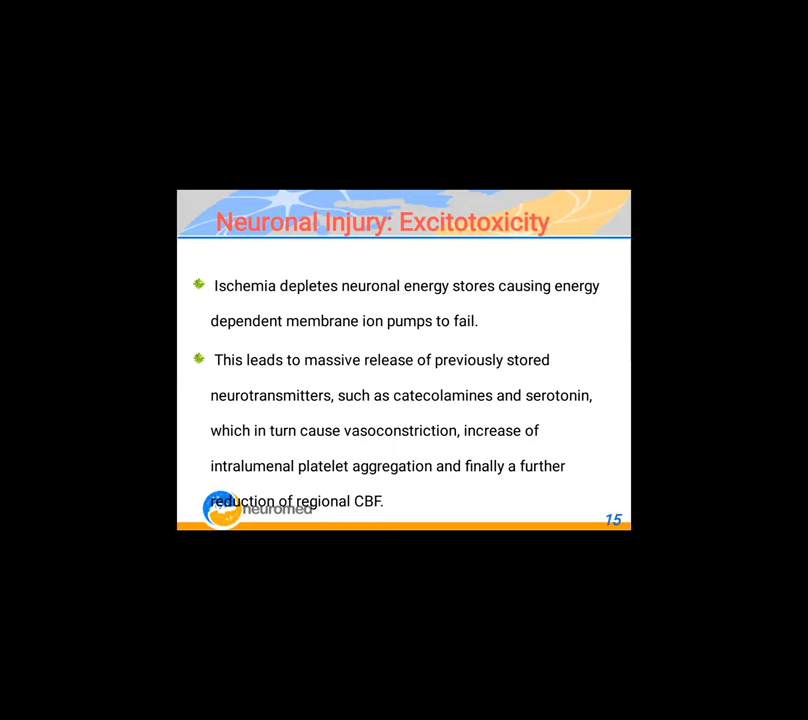 Neuronal Injury: Excitotoxicity
Ischemia depletes neuronal energy stores causing energy
dependent membrane ion pumps to fail.
This leads to massive release of previously stored
neurotransmitters, such as catecolamines and serotonin,
which in turn cause vasoconstriction, increase of
intralumenal platelet aggregation and finally a further
reduction of regional CBF.
neuromed
15